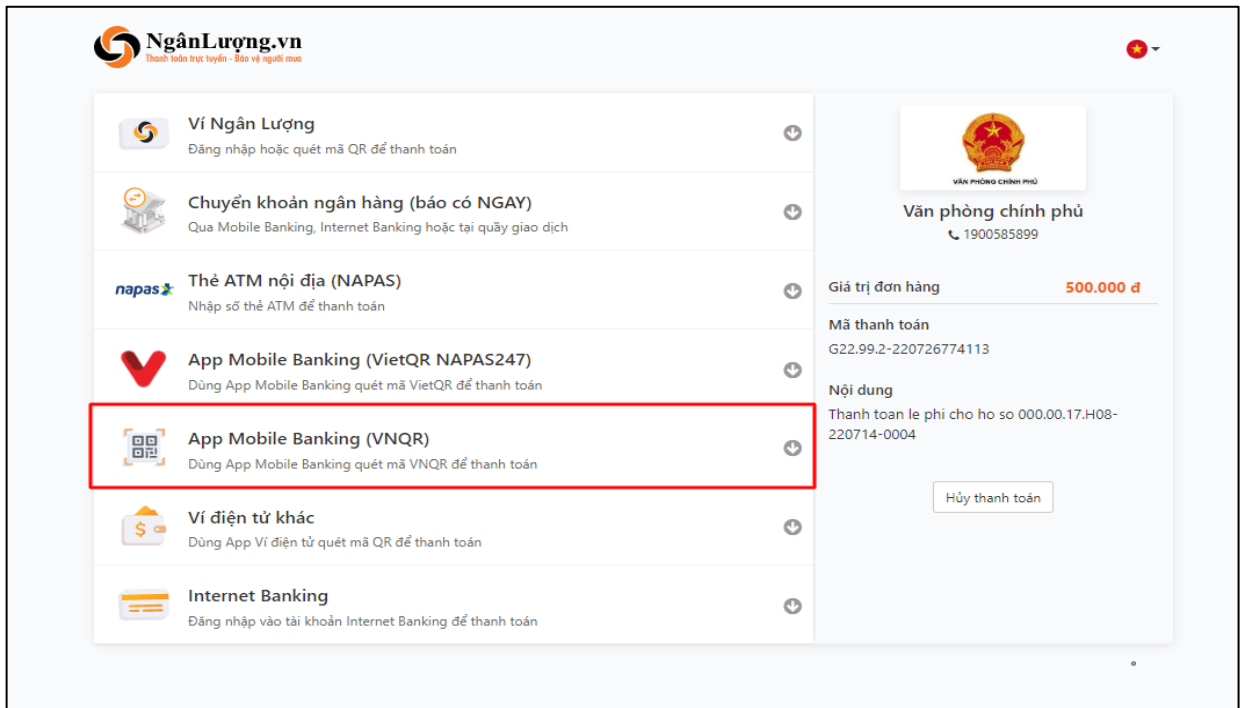 NgânLượng.vn
Thanh toán trực tuyến - Bảo vệ người mua
Ví Ngân Lượng
Đăng nhập hoặc quét mã QR để thanh toán
Chuyển khoản ngân hàng (báo có NGAY)
Qua Mobile Banking, Internet Banking hoặc tại quầy giao dịch
napas
Thẻ ATM nội địa (NAPAS)
Nhập số thẻ ATM để thanh toán
App Mobile Banking (VietQR NAPAS247)
Dùng App Mobile Banking quét mã VietQR để thanh toán
App Mobile Banking (VNQR)
Dùng App Mobile Banking quét mã VNQR để thanh toán
Ví điện tử khác
Dùng App Ví điện tử quét mã QR để thanh toán
Internet Banking
Đăng nhập vào tài khoản Internet Banking để thanh toán
VĂN PHÒNG CHÍNH PHỦ
Văn phòng chính phủ
1900585899
Giá trị đơn hàng 500.000 đ
Mã thanh toán
G22.99.2-220726774113
Nội dung
Thanh toan le phi cho ho so 000.00.17.H08-
220714-0004
Hủy thanh toán